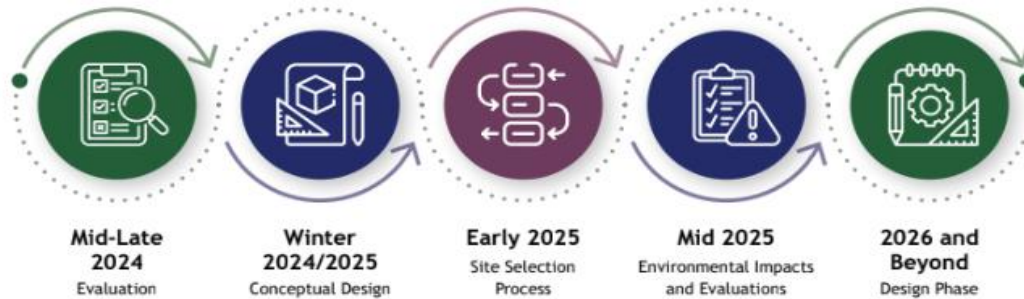 Mid-Late
2024
Evaluation
Winter
2024/2025
Conceptual Design
Early 2025
Site Selection
Process
Mid 2025
Environmental Impacts
and Evaluations
2026 and
Beyond
Design Phase